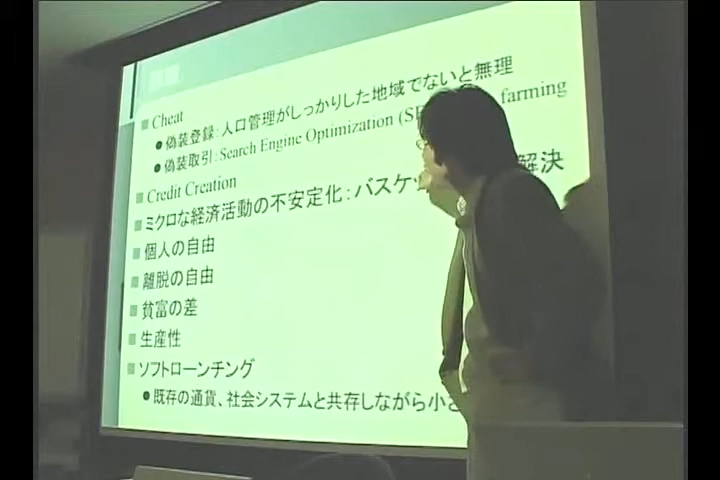 Cheat
偽装登録:人口管理がしっかりした地域でないと無理
偽装取引:Search Engine Optimization (SE farming
Credit Creation
ミクロな経済活動の不安定化:バスケッ 解決
個人の自由
離脱の自由
貧富の差
生産性
ソフトローンチング
既存の通貨、社会システムと共存しながら小さ